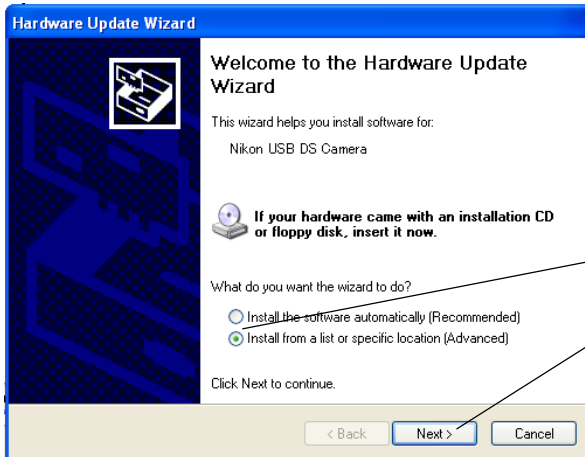 Hardware Update Wizard
Welcome to the Hardware Update
Wizard
This wizard helps you install software for:
Nikon USB DS Camera
If your hardware came with an installation CD
or floppy disk, insert it now.
What do you want the wizard to do?
Install the software automatically (Recommended)
Install from a list or specific location (Advanced)
Click Next to continue.
< Back
Next >
Cancel